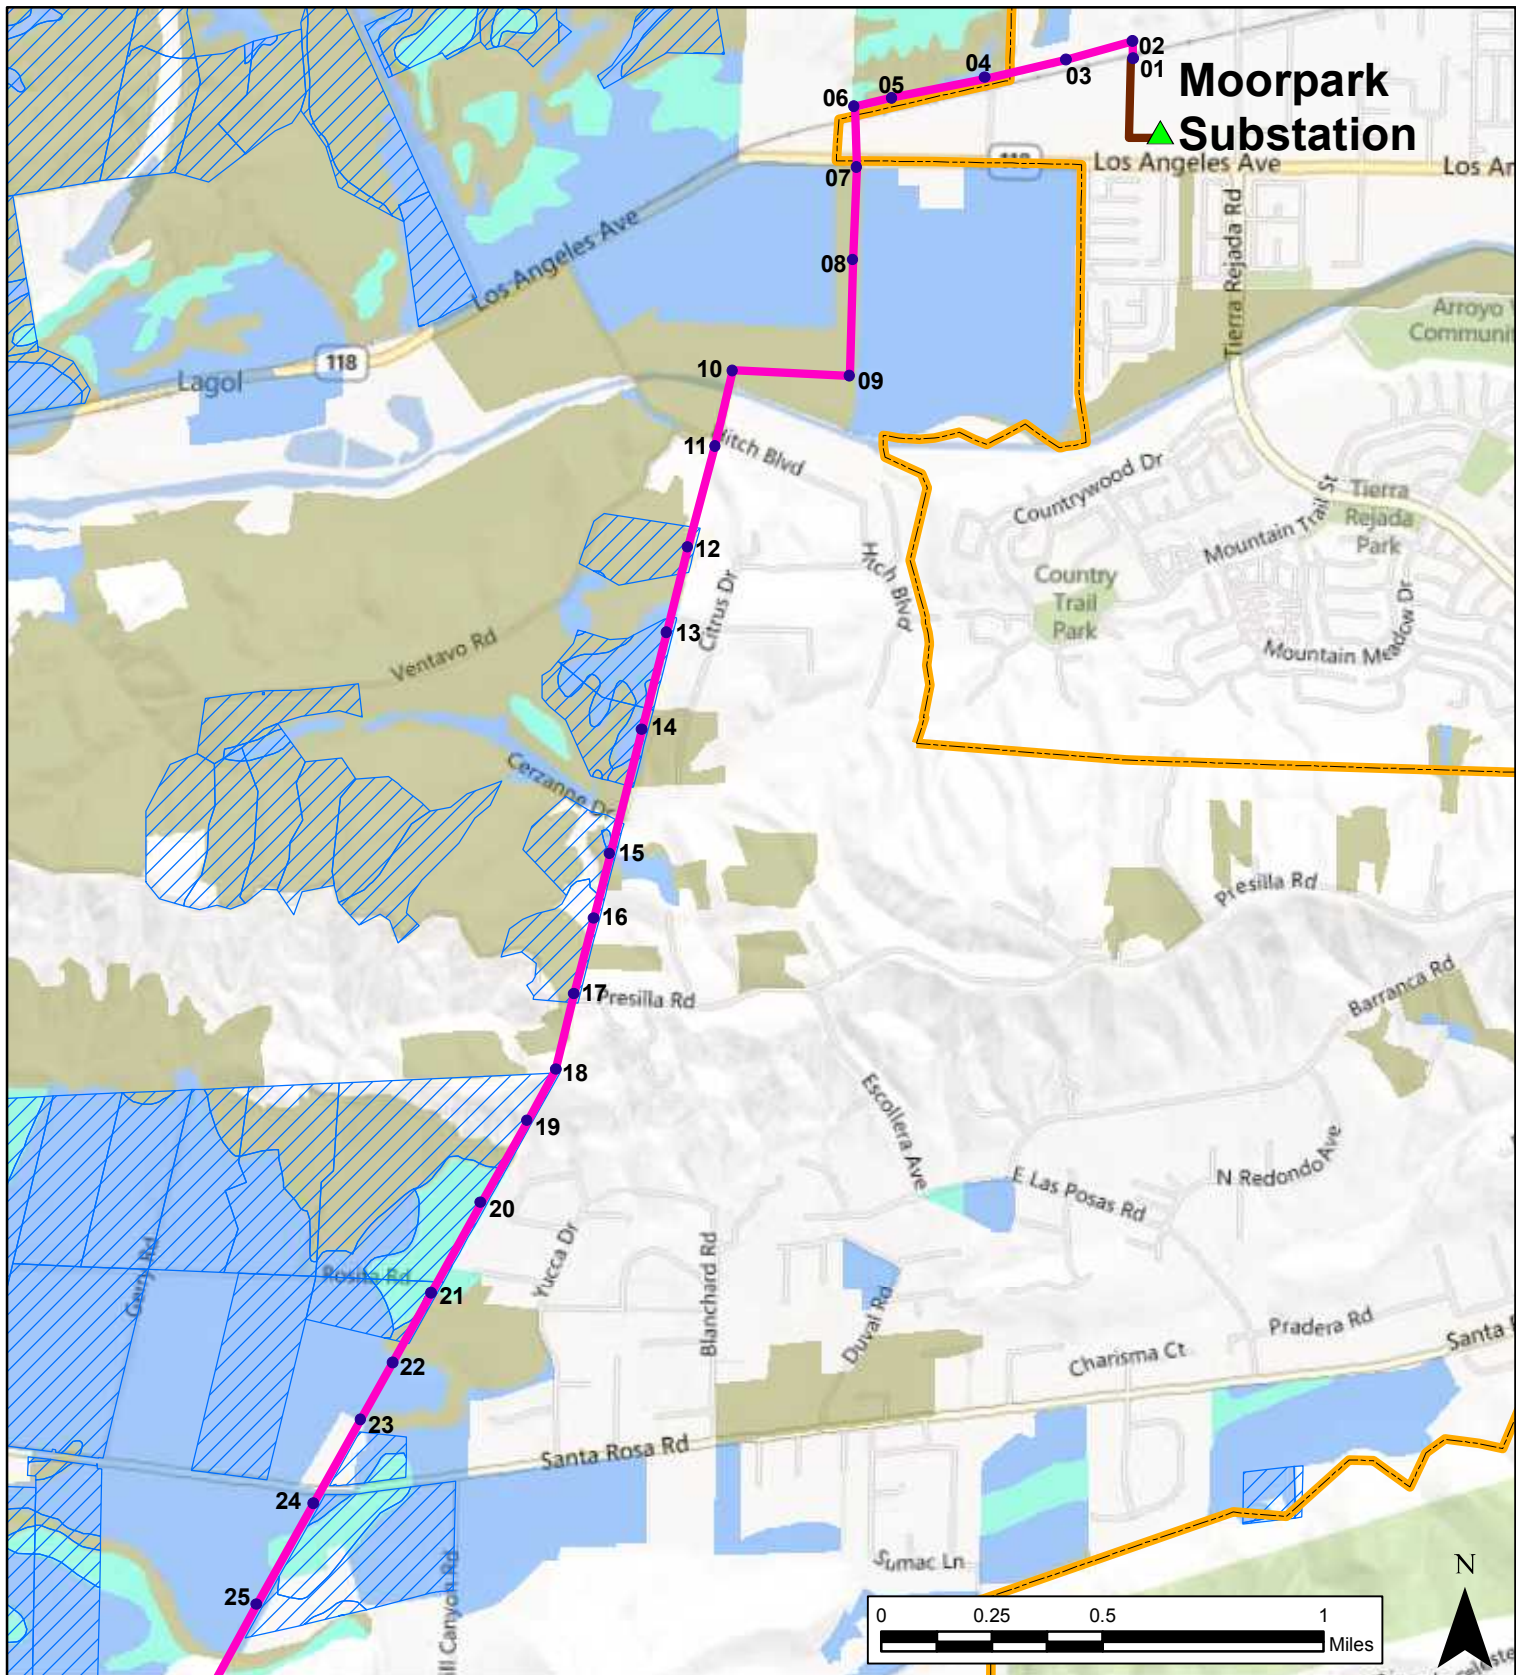 02
01
03
04
05
06
Moorpark
Substation
Los Angeles Ave
07
Los Angeles Ave
Tierra Rejada Rd
08
Arroyo
118
Lagol
10
09
11
Hitch Blvd
Countrywood Dr
Mountain Trail St
Tierra
Rejada
Park
12
Hitch Blvd
Country
Trail
Park
Citrus Dr
13
Ventavo Rd
Mountain Meadow Dr
14
Cerzanne Dr
15
Presilla Rd
16
17
Presilla Rd
Barranca Rd
18
19
Escollera Ave
N Redondo Ave
E Las Posas Rd
20
Yucca Dr
Blanchard Rd
Gerry Rd
Rosita Rd
21
Duval Rd
Pradera Rd
Santa
22
Charisma Ct
23
Santa Rosa Rd
24
Sumac Ln
25
N
0 0.25 0.5 1
Miles